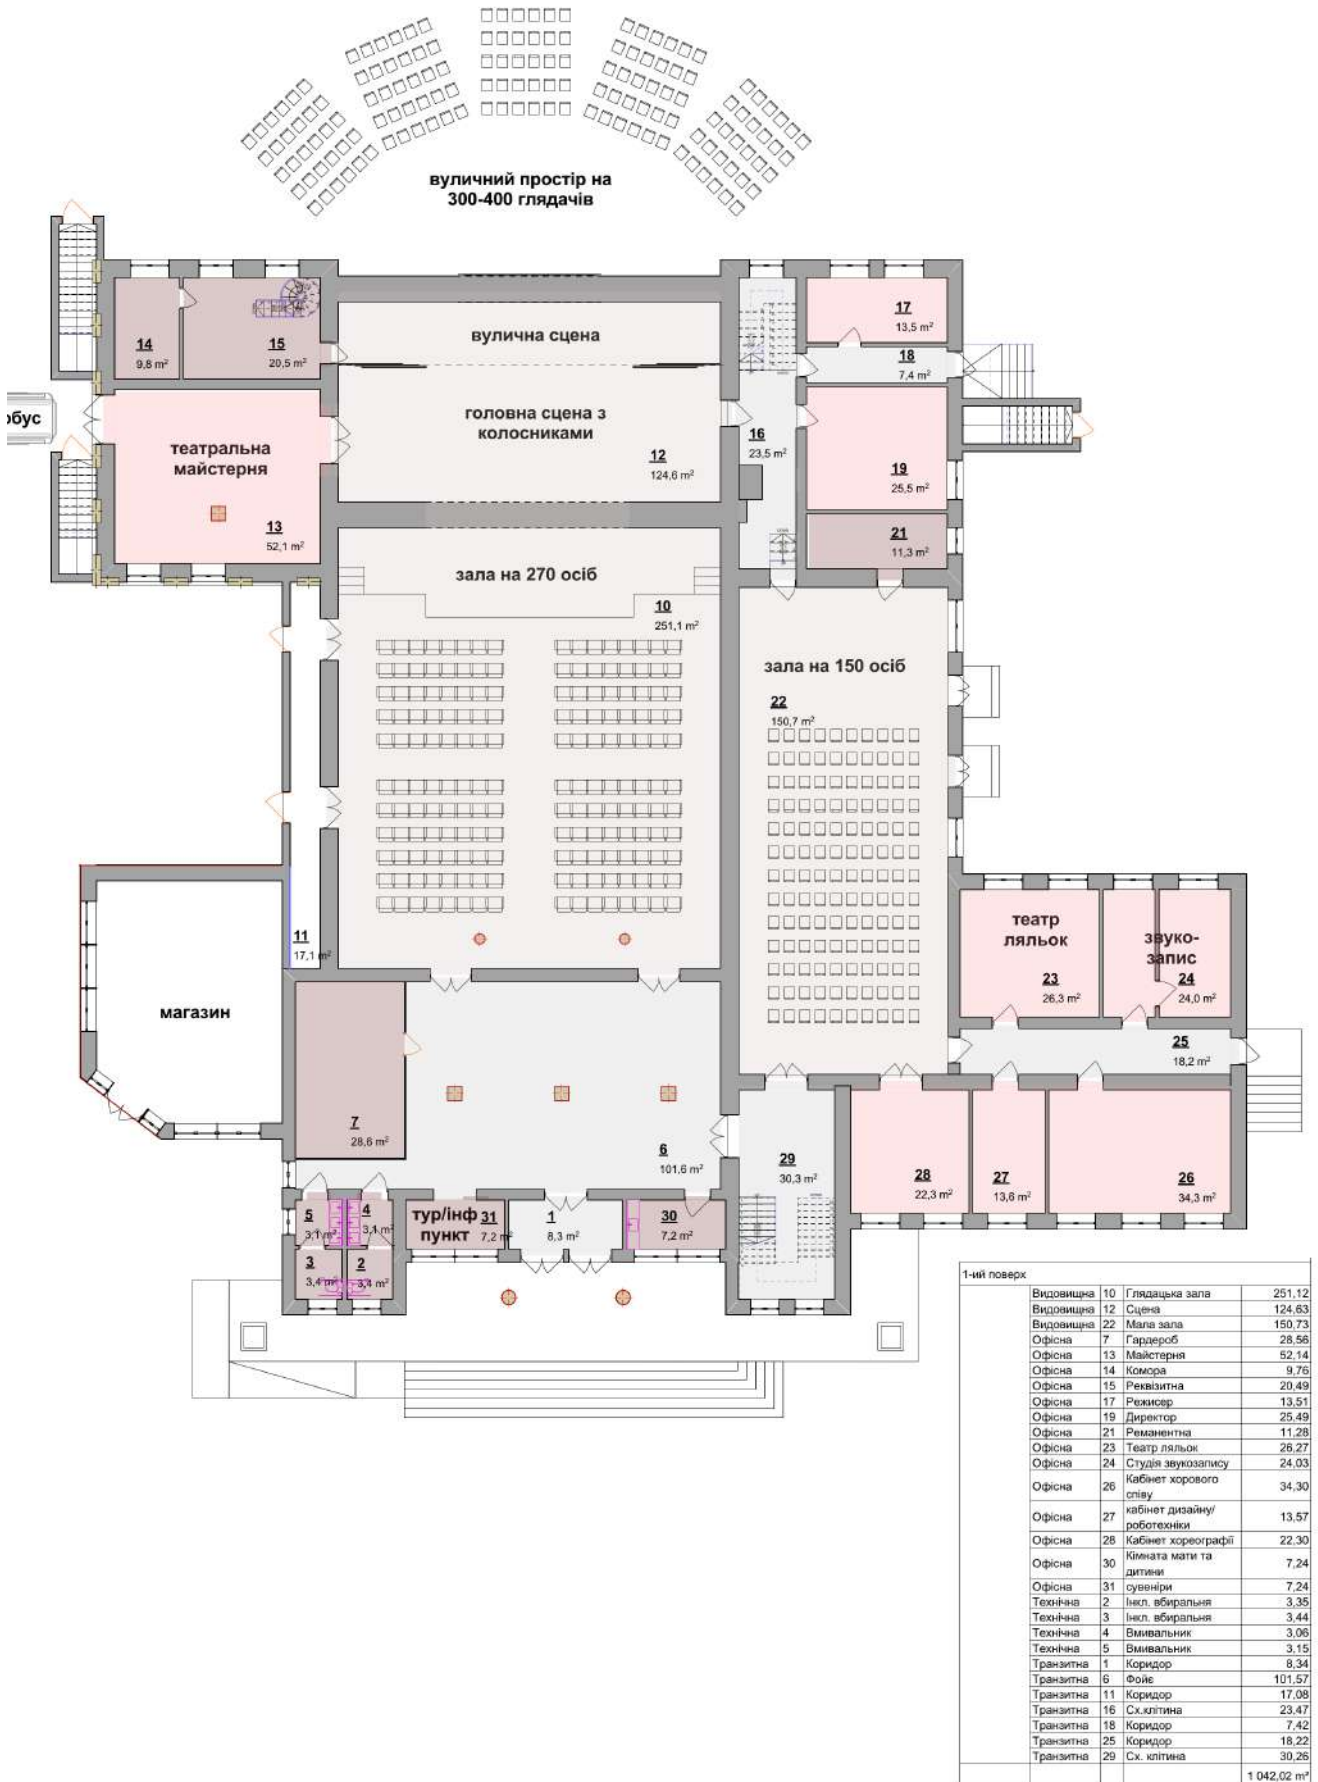 вуличний простір на
300-400 глядачів
вулична сцена
14
9,8 m²
15
20,5 m²
17
13,5 m²
18
7,4 m²
обус
театральна
майстерня
головна сцена з
колосниками
12
124,6 m²
16
23,5 m²
19
25,5 m²
13
52,1 m²
21
11,3 m²
зала на 270 осіб
10
251,1 m²
зала на 150 осіб
22
150,7 m²
11
17,1 m²
магазин
театр
ляльок
23
26,3 m²
звуко-
запис
24
24,0 m²
25
18,2 m²
7
28,6 m²
6
101,6 m²
29
30,3 m²
28
22,3 m²
27
13,6 m²
26
34,3 m²
5
3,1 m²
4
3,1 m²
3
3,4 m²
2
3,4 m²
тур/інф
пункт
31
7,2 m²
1
8,3 m²
30
7,2 m²
1-ий поверх
Видовищна 10 Глядацька зала 251,12
Видовищна 12 Сцена 124,63
Видовищна 22 Мала зала 150,73
Офісна 7 Гардероб 28,56
Офісна 13 Майстерня 52,14
Офісна 14 Комора 9,76
Офісна 15 Реквізитна 20,49
Офісна 17 Режисер 13,51
Офісна 19 Директор 25,49
Офісна 21 Реманентна 11,28
Офісна 23 Театр ляльок 26,27
Офісна 24 Студія звукозапису 24,03
Офісна 26 Кабінет хорового
співу 34,30
Офісна 27 кабінет дизайну/
роботехніки 13,57
Офісна 28 Кабінет хореографії 22,30
Офісна 30 Кімната мати та
дитини 7,24
Офісна 31 сувеніри 7,24
Технічна 2 Інкл. вбиральня 3,35
Технічна 3 Інкл. вбиральня 3,44
Технічна 4 Вмивальник 3,06
Технічна 5 Вмивальник 3,15
Транзитна 1 Коридор 8,34
Транзитна 6 Фойє 101,57
Транзитна 11 Коридор 17,08
Транзитна 16 Сх.клітина 23,47
Транзитна 18 Коридор 7,42
Транзитна 25 Коридор 18,22
Транзитна 29 Сх. клітина 30,26
1 042,02 m²